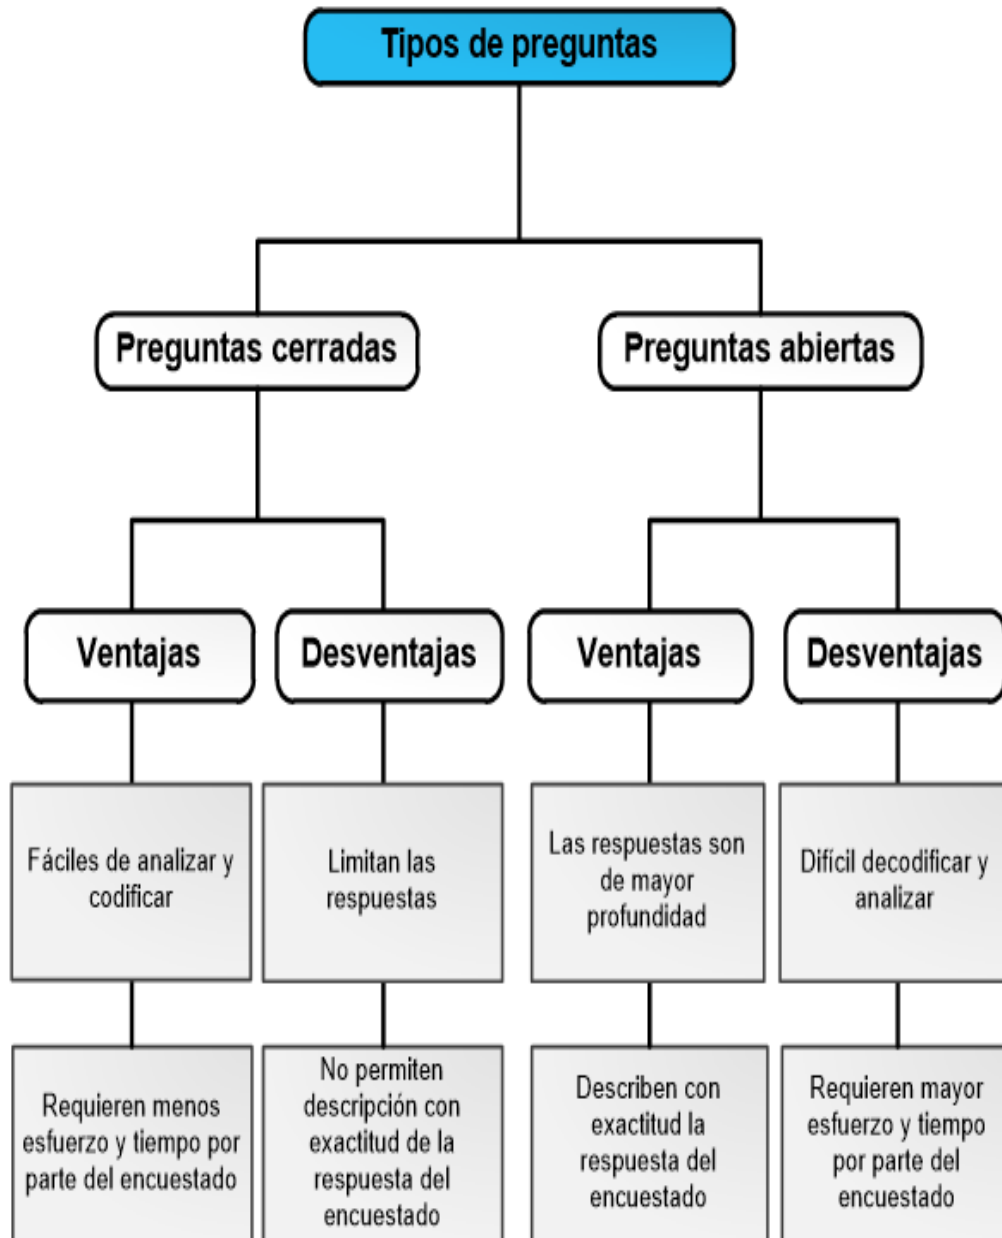 Tipos de preguntas
Preguntas cerradas
Preguntas abiertas
Ventajas
Desventajas
Ventajas
Desventajas
Fáciles de analizar y
codificar
Limitan las
respuestas
Las respuestas son
de mayor
profundidad
Difícil decodificar y
analizar
Requieren menos
esfuerzo y tiempo por
parte del encuestado
No permiten
descripción con
exactitud de la
respuesta del
encuestado
Describen con
exactitud la
respuesta del
encuestado
Requieren mayor
esfuerzo y tiempo
por parte del
encuestado